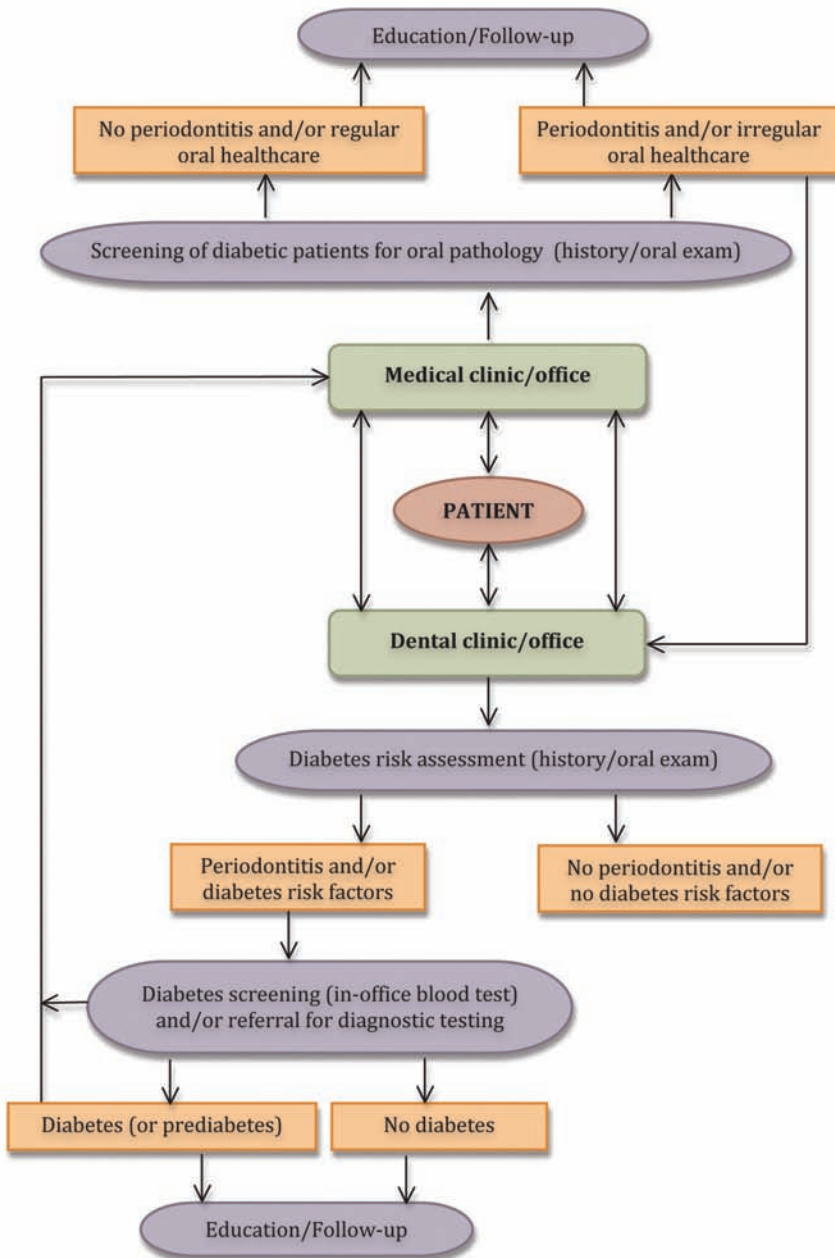 Education/Follow-up
No periodontitis and/or regular
oral healthcare
Periodontitis and/or irregular
oral healthcare
Screening of diabetic patients for oral pathology (history/oral exam)
Medical clinic/office
PATIENT
Dental clinic/office
Diabetes risk assessment (history/oral exam)
Periodontitis and/or
diabetes risk factors
No periodontitis and/or
no diabetes risk factors
Diabetes screening (in-office blood test)
and/or referral for diagnostic testing
Diabetes (or prediabetes)
No diabetes
Education/Follow-up